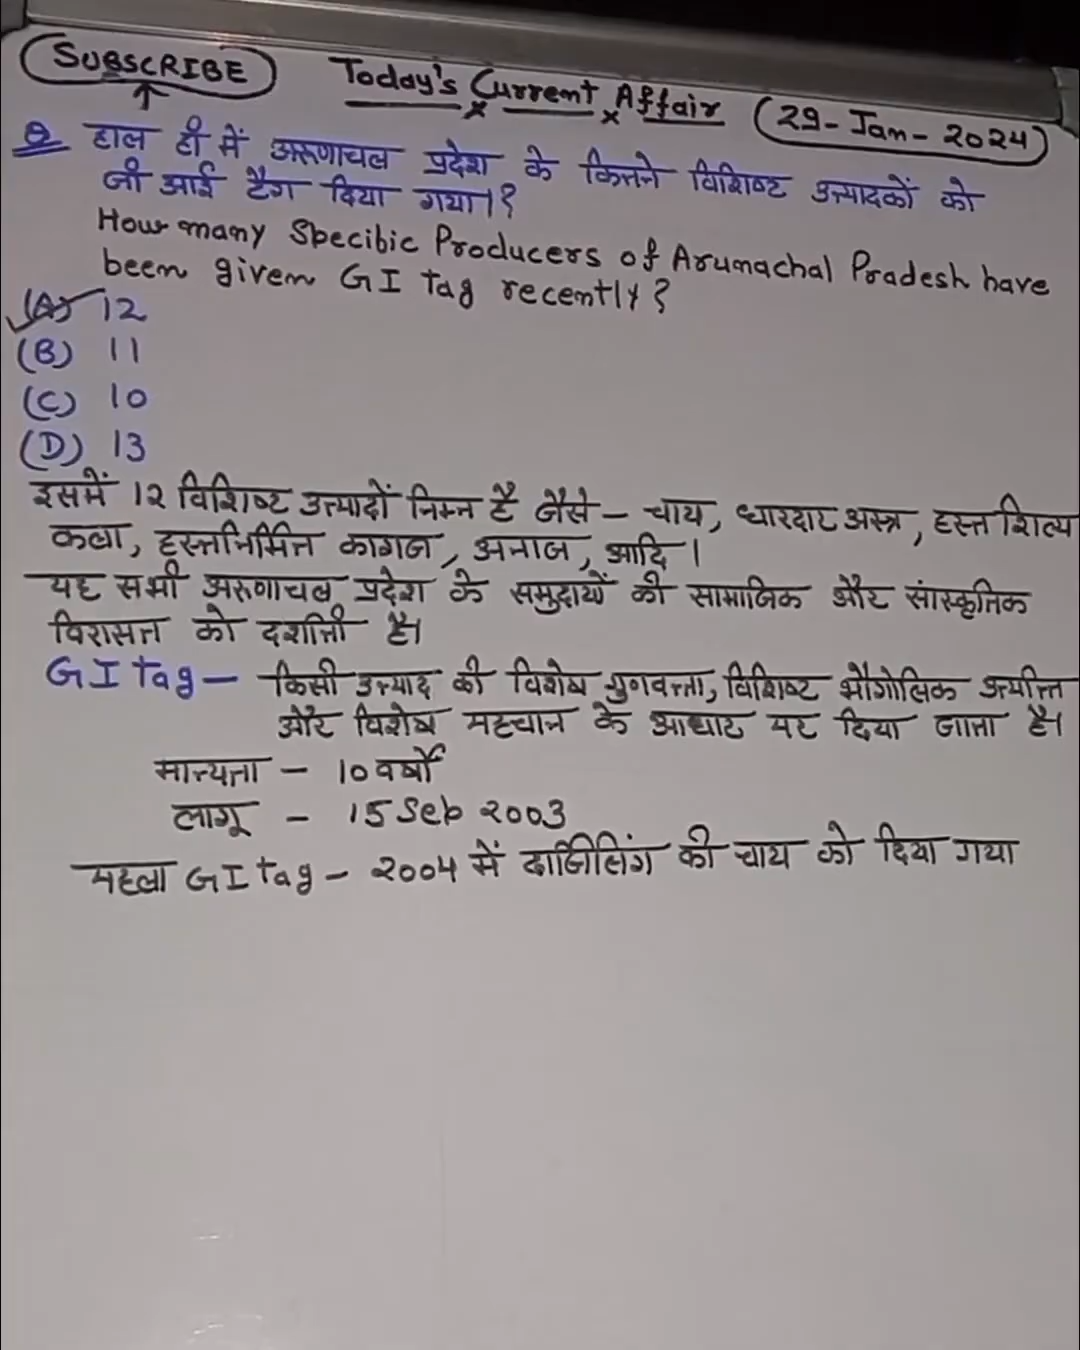 SUBSCRIBE Today's Current Affair (29-Jan-2024)
Q हाल ही में अरूणाचल प्रदेश के कितने विशिष्ट उत्पादकों को
जी आई टैग दिया गया।?
How many Specific Producers of Arunachal Pradesh have
been given GI tag recently?
(A) 12
(B) 11
(C) 10
(D) 13
इसमें 12 विशिष्ट उत्पादों निम्न है जैसे - चाय, धारदार अस्त्र, हस्त शिल्प
कला, हस्तनिर्मित कागज, अनाज, आदि।
यह सभी अरूणाचल प्रदेश के समुदायों की सामाजिक और सांस्कृतिक
विरासत को दर्शाती है।
GI tag - किसी उत्पाद की विशेष गुणवत्ता, विशिष्ट भौगोलिक उत्पत्ति
और विशेष पहचान के आधार पर दिया जाता है।
मान्यता - 10 वर्षों
लागू - 15 Sep 2003
पहला GI tag - 2004 में दार्जिलिंग की चाय को दिया गया